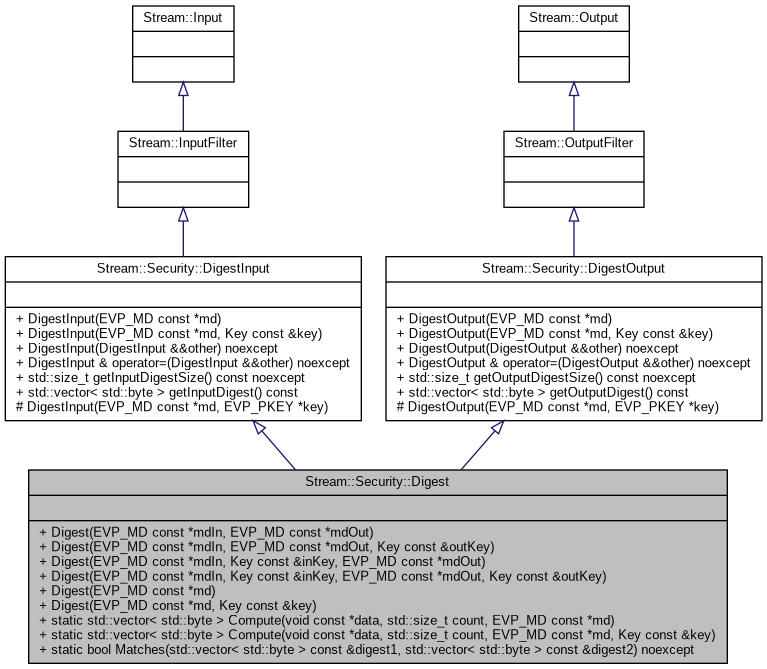 Stream::Input
Stream::Output
Stream::InputFilter
Stream::OutputFilter
Stream::Security::DigestInput
+ DigestInput(EVP_MD const *md)
+ DigestInput(EVP_MD const *md, Key const &key)
+ DigestInput(DigestInput &&other) noexcept
+ DigestInput & operator=(DigestInput &&other) noexcept
+ std::size_t getInputDigestSize() const noexcept
+ std::vector< std::byte > getInputDigest() const
# DigestInput(EVP_MD const *md, EVP_PKEY *key)
Stream::Security::DigestOutput
+ DigestOutput(EVP_MD const *md)
+ DigestOutput(EVP_MD const *md, Key const &key)
+ DigestOutput(DigestOutput &&other) noexcept
+ DigestOutput & operator=(DigestOutput &&other) noexcept
+ std::size_t getOutputDigestSize() const noexcept
+ std::vector< std::byte > getOutputDigest() const
# DigestOutput(EVP_MD const *md, EVP_PKEY *key)
Stream::Security::Digest
+ Digest(EVP_MD const *mdIn, EVP_MD const *mdOut)
+ Digest(EVP_MD const *mdIn, EVP_MD const *mdOut, Key const &outKey)
+ Digest(EVP_MD const *mdIn, Key const &inKey, EVP_MD const *mdOut)
+ Digest(EVP_MD const *mdIn, Key const &inKey, EVP_MD const *mdOut, Key const &outKey)
+ Digest(EVP_MD const *md)
+ Digest(EVP_MD const *md, Key const &key)
+ static std::vector< std::byte > Compute(void const *data, std::size_t count, EVP_MD const *md)
+ static std::vector< std::byte > Compute(void const *data, std::size_t count, EVP_MD const *md, Key const &key)
+ static bool Matches(std::vector< std::byte > const &digest1, std::vector< std::byte > const &digest2) noexcept